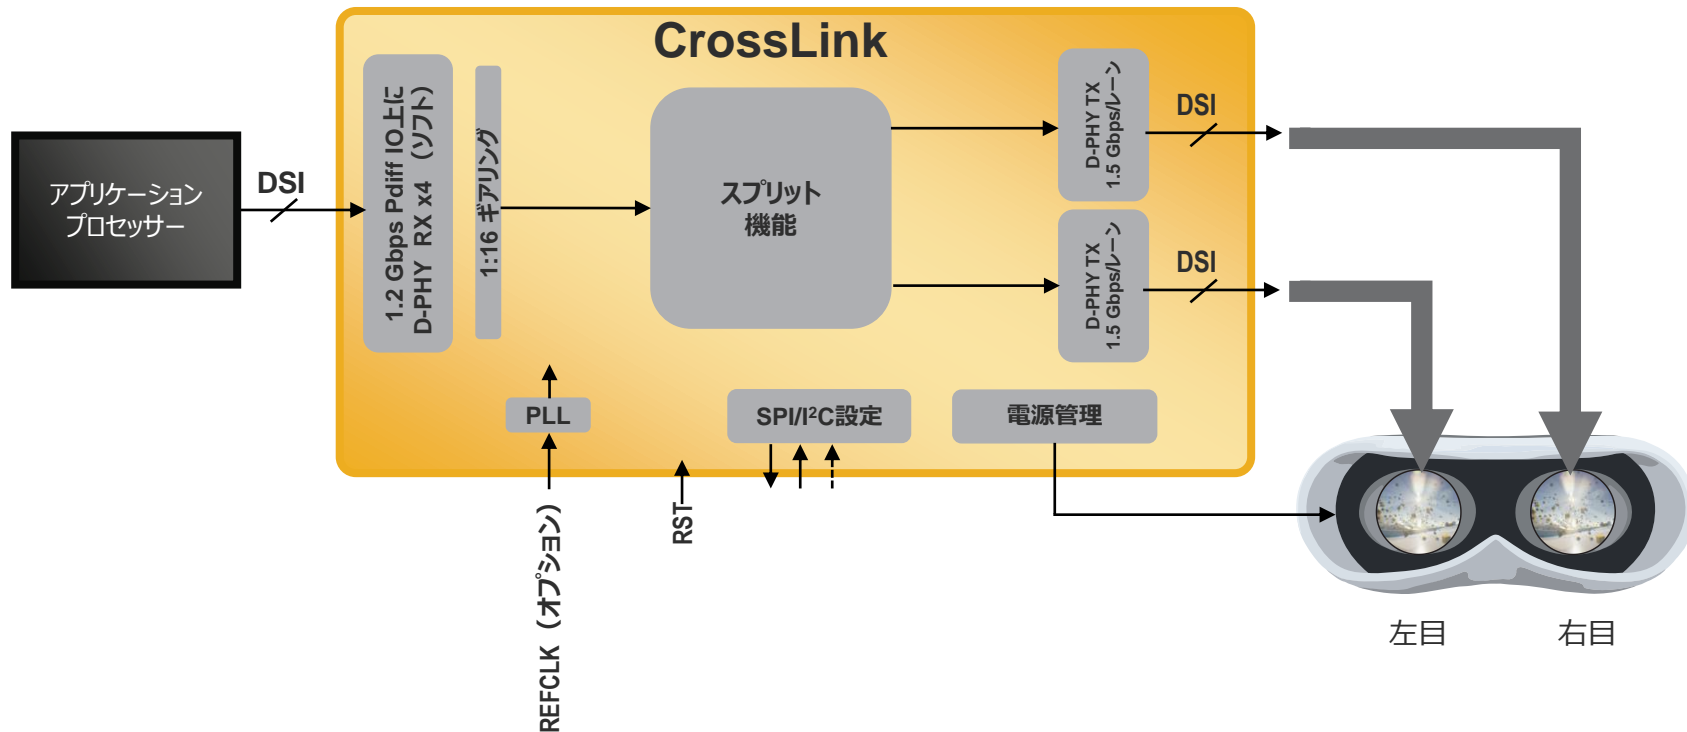 CrossLink
アプリケーション
プロセッサー
DSI
1.2 Gbps Pdiff IO上に
D-PHY RX x4 (ソフト)
1:16 ギアリング
スプリット
機能
D-PHY TX
1.5 Gbps/レーン
DSI
D-PHY TX
1.5 Gbps/レーン
DSI
PLL
SPI/I²C設定
電源管理
REFCLK (オプション)
RST
左目
右目